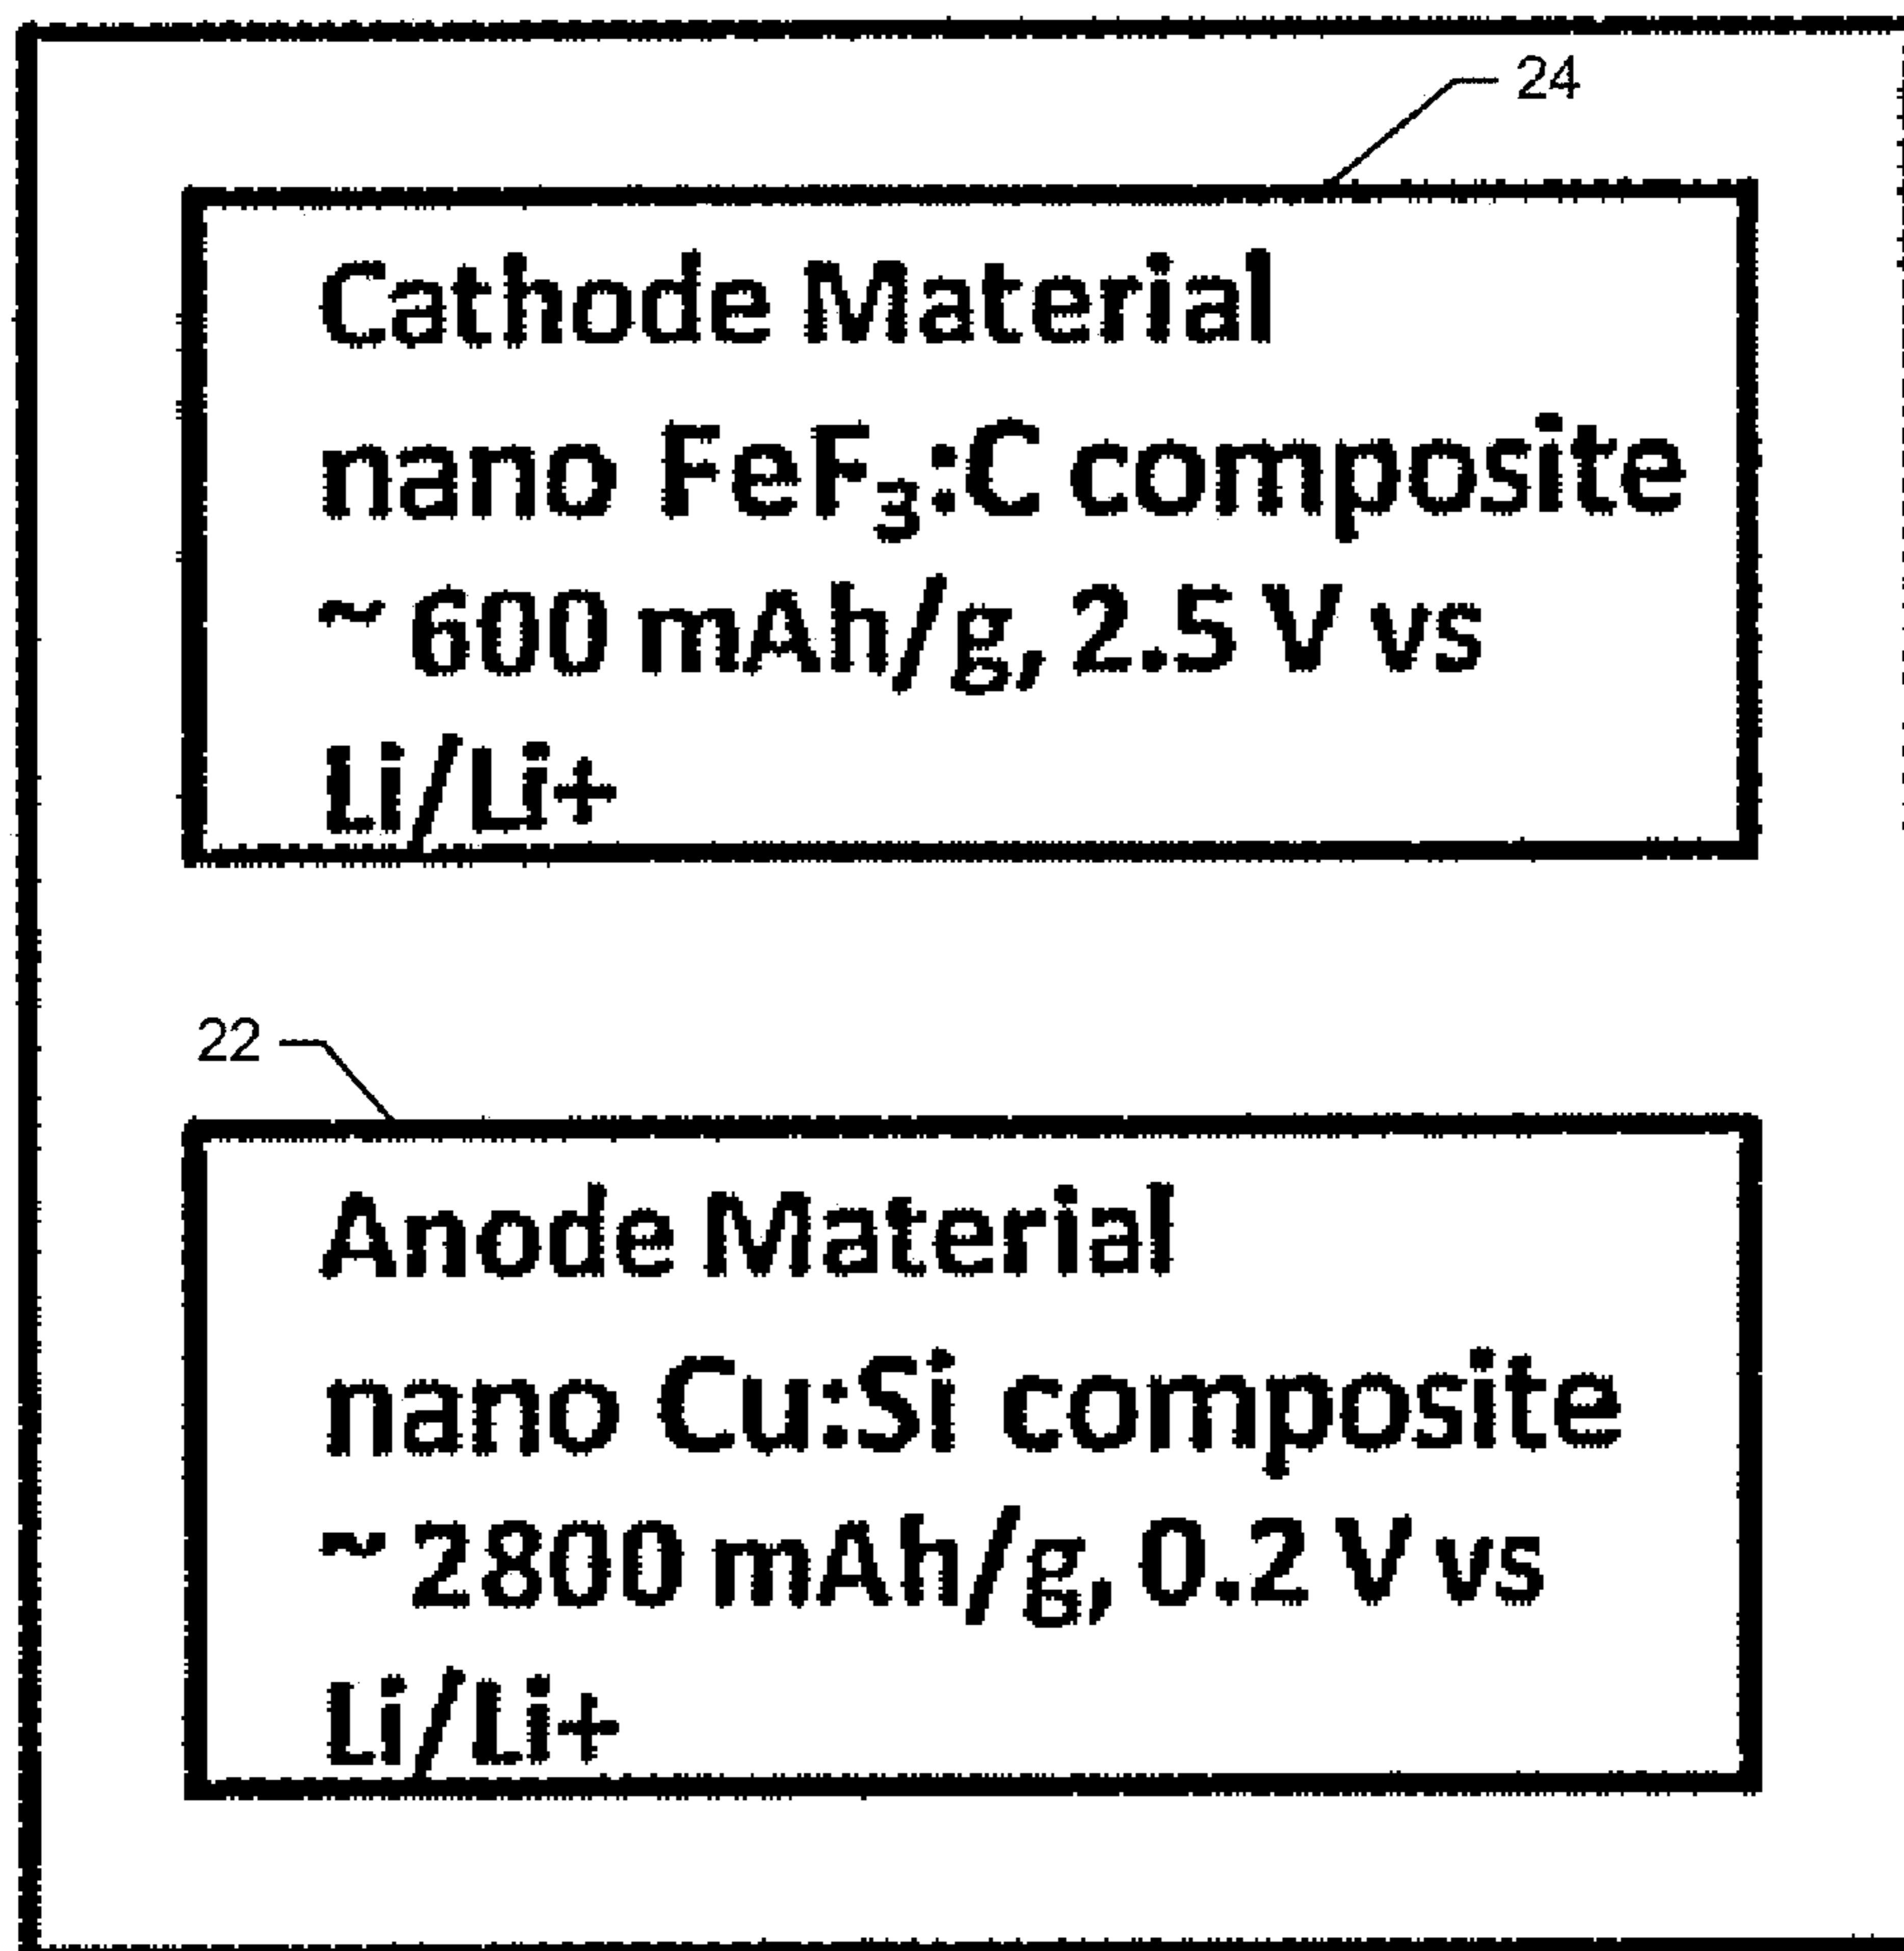 24
Cathode Material
nano FeF₃:C composite
~ 600 mAh/g, 2.5 V vs
Li/Li+
22
Anode Material
nano Cu:Si composite
~ 2800 mAh/g, 0.2 V vs
Li/Li+